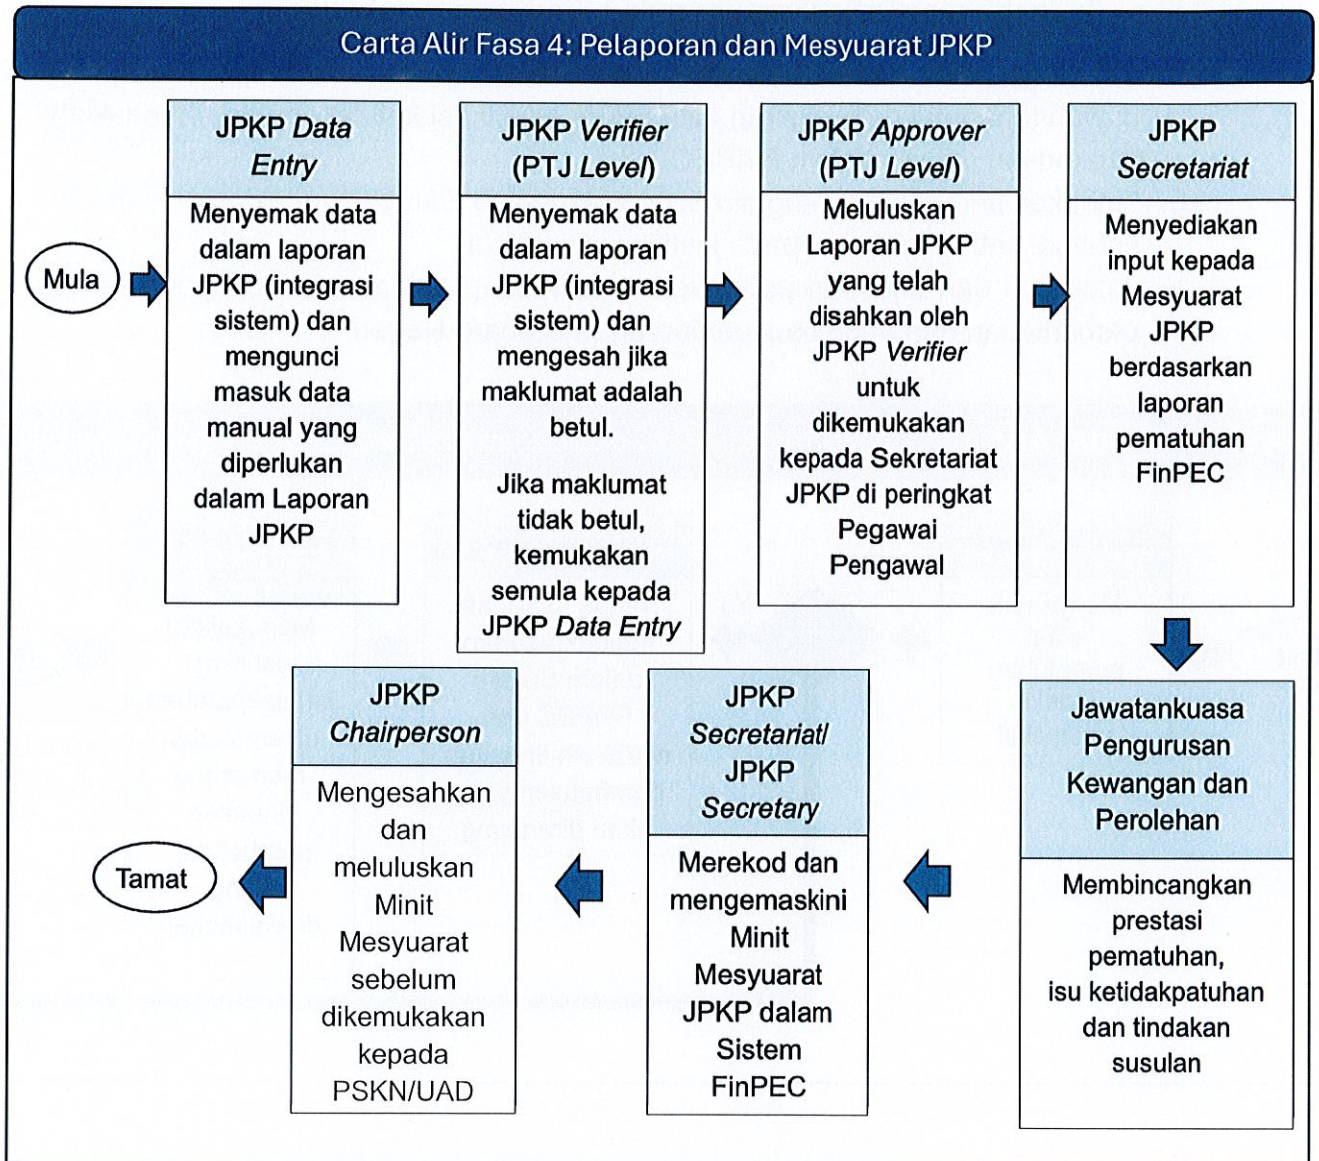 Carta Alir Fasa 4: Pelaporan dan Mesyuarat JPKP
Mula
JPKP Data
Entry
Menyemak data
dalam laporan
JPKP (integrasi
sistem) dan
mengunci
masuk data
manual yang
diperlukan
dalam Laporan
JPKP
JPKP Verifier
(PTJ Level)
Menyemak data
dalam laporan
JPKP (integrasi
sistem) dan
mengesah jika
maklumat adalah
betul.
Jika maklumat
tidak betul,
kemukakan
semula kepada
JPKP Data Entry
JPKP Approver
(PTJ Level)
Meluluskan
Laporan JPKP
yang telah
disahkan oleh
JPKP Verifier
untuk
dikemukakan
kepada Sekretariat
JPKP di peringkat
Pegawai
Pengawal
JPKP
Secretariat
Menyediakan
input kepada
Mesyuarat
JPKP
berdasarkan
laporan
pematuhan
FinPEC
Jawatankuasa
Pengurusan
Kewangan dan
Perolehan
Membincangkan
prestasi
pematuhan,
isu ketidakpatuhan
dan tindakan
susulan
JPKP
Secretariat/
JPKP
Secretary
Merekod dan
mengemaskini
Minit
Mesyuarat
JPKP dalam
Sistem
FinPEC
JPKP
Chairperson
Mengesahkan
dan
meluluskan
Minit
Mesyuarat
sebelum
dikemukakan
kepada
PSKN/UAD
Tamat